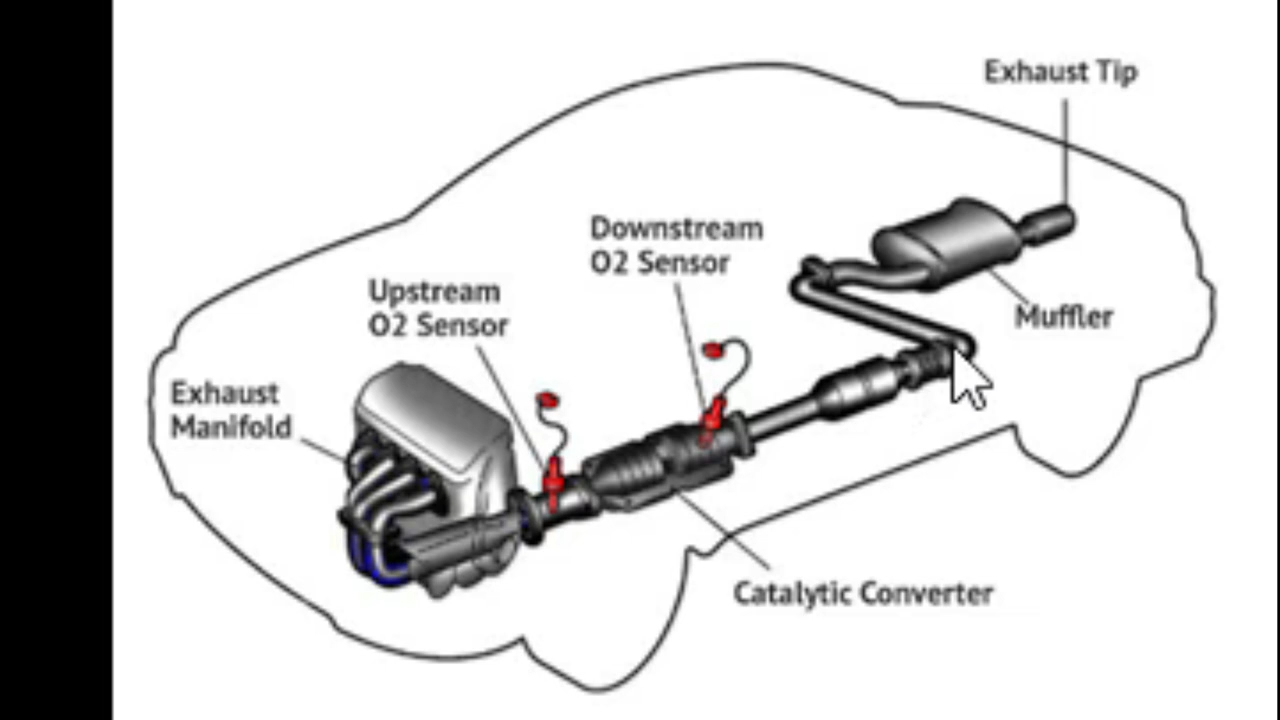 Exhaust Tip
Downstream
O2 Sensor
Upstream
O2 Sensor
Muffler
Exhaust
Manifold
Catalytic Converter